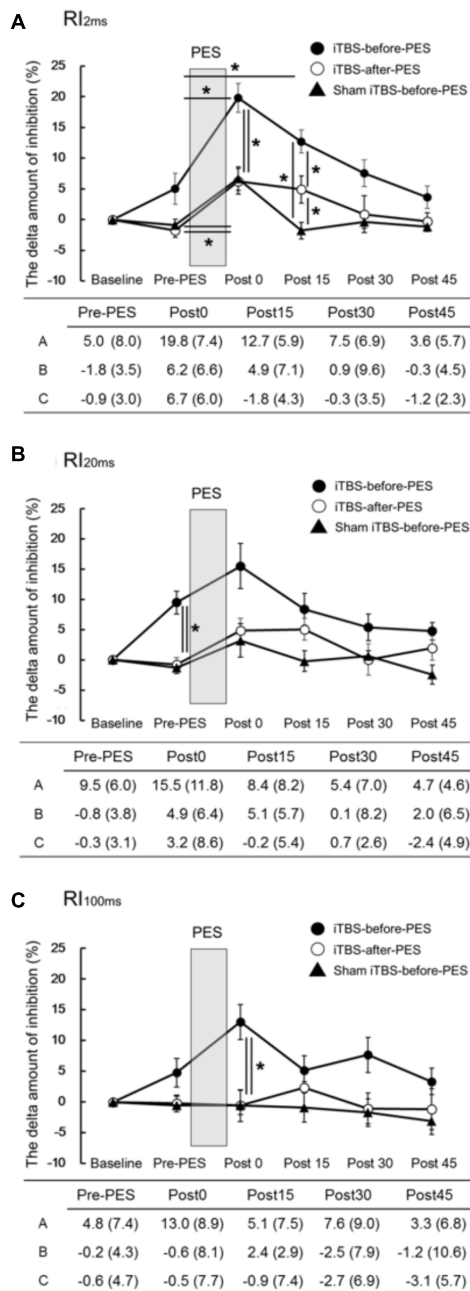 A RI2ms
PES
iTBS-before-PES
iTBS-after-PES
Sham iTBS-before-PES
The delta amount of inhibition (%)
25
20
15
10
5
0
-5
-10
*
*
*
*
*
*
*
Baseline Pre-PES Post 0 Post 15 Post 30 Post 45
Pre-PES Post0 Post15 Post30 Post45
A 5.0 (8.0) 19.8 (7.4) 12.7 (5.9) 7.5 (6.9) 3.6 (5.7)
B -1.8 (3.5) 6.2 (6.6) 4.9 (7.1) 0.9 (9.6) -0.3 (4.5)
C -0.9 (3.0) 6.7 (6.0) -1.8 (4.3) -0.3 (3.5) -1.2 (2.3)
B RI20ms
PES
iTBS-before-PES
iTBS-after-PES
Sham iTBS-before-PES
The delta amount of inhibition (%)
25
20
15
10
5
0
-5
-10
*
Baseline Pre-PES Post 0 Post 15 Post 30 Post 45
Pre-PES Post0 Post15 Post30 Post45
A 9.5 (6.0) 15.5 (11.8) 8.4 (8.2) 5.4 (7.0) 4.7 (4.6)
B -0.8 (3.8) 4.9 (6.4) 5.1 (5.7) 0.1 (8.2) 2.0 (6.5)
C -0.3 (3.1) 3.2 (8.6) -0.2 (5.4) 0.7 (2.6) -2.4 (4.9)
C RI100ms
PES
iTBS-before-PES
iTBS-after-PES
Sham iTBS-before-PES
The delta amount of inhibition (%)
25
20
15
10
5
0
-5
-10
*
Baseline Pre-PES Post 0 Post 15 Post 30 Post 45
Pre-PES Post0 Post15 Post30 Post45
A 4.8 (7.4) 13.0 (8.9) 5.1 (7.5) 7.6 (9.0) 3.3 (6.8)
B -0.2 (4.3) -0.6 (8.1) 2.4 (2.9) -2.5 (7.9) -1.2 (10.6)
C -0.6 (4.7) -0.5 (7.7) -0.9 (7.4) -2.7 (6.9) -3.1 (5.7)